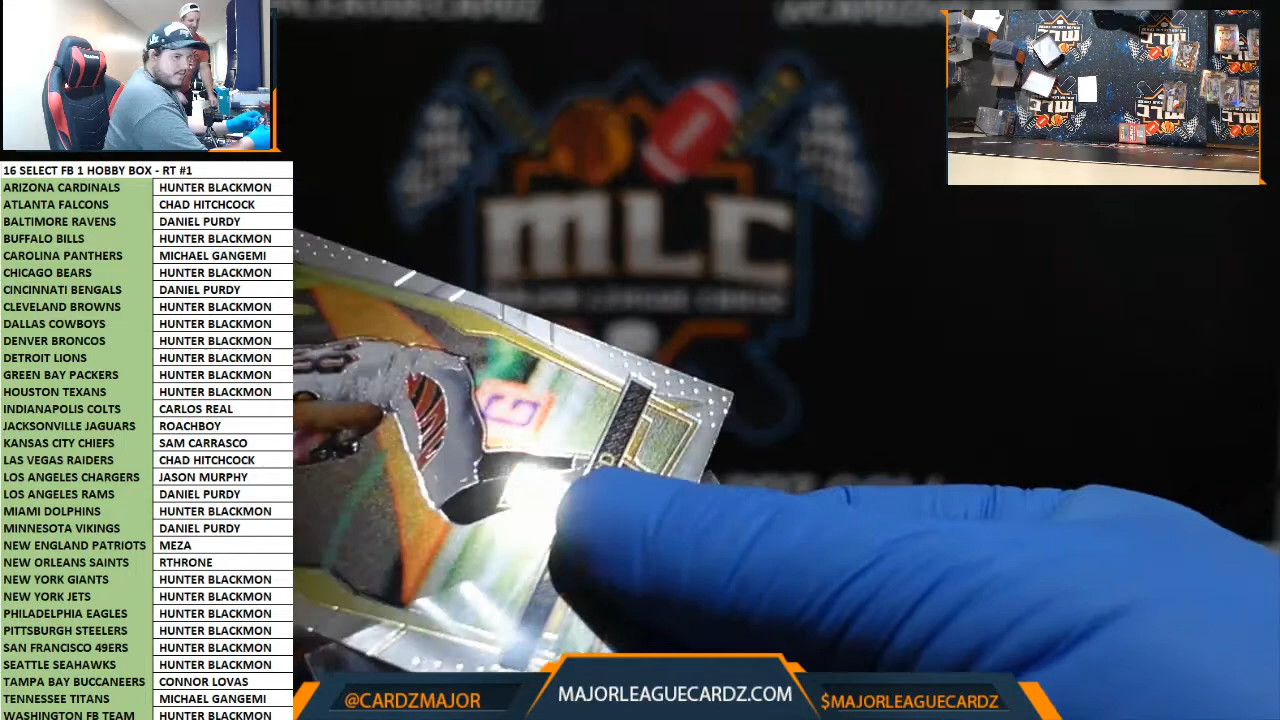 16 SELECT FB 1 HOBBY BOX - RT #1
ARIZONA CARDINALS HUNTER BLACKMON
ATLANTA FALCONS CHAD HITCHCOCK
BALTIMORE RAVENS DANIEL PURDY
BUFFALO BILLS HUNTER BLACKMON
CAROLINA PANTHERS MICHAEL GANGEMI
CHICAGO BEARS HUNTER BLACKMON
CINCINNATI BENGALS DANIEL PURDY
CLEVELAND BROWNS HUNTER BLACKMON
DALLAS COWBOYS HUNTER BLACKMON
DENVER BRONCOS HUNTER BLACKMON
DETROIT LIONS HUNTER BLACKMON
GREEN BAY PACKERS HUNTER BLACKMON
HOUSTON TEXANS HUNTER BLACKMON
INDIANAPOLIS COLTS CARLOS REAL
JACKSONVILLE JAGUARS ROACHBOY
KANSAS CITY CHIEFS SAM CARRASCO
LAS VEGAS RAIDERS CHAD HITCHCOCK
LOS ANGELES CHARGERS JASON MURPHY
LOS ANGELES RAMS DANIEL PURDY
MIAMI DOLPHINS HUNTER BLACKMON
MINNESOTA VIKINGS DANIEL PURDY
NEW ENGLAND PATRIOTS MEZA
NEW ORLEANS SAINTS RTHRONE
NEW YORK GIANTS HUNTER BLACKMON
NEW YORK JETS HUNTER BLACKMON
PHILADELPHIA EAGLES HUNTER BLACKMON
PITTSBURGH STEELERS HUNTER BLACKMON
SAN FRANCISCO 49ERS HUNTER BLACKMON
SEATTLE SEAHAWKS HUNTER BLACKMON
TAMPA BAY BUCCANEERS CONNOR LOVAS
TENNESSEE TITANS MICHAEL GANGEMI
WASHINGTON FB TEAM HUNTER BLACKMON
MLC
MLC
MLC
MLC
@CARDZMAJOR
MAJORLEAGUECARDZ.COM
$MAJORLEAGUECARDZ